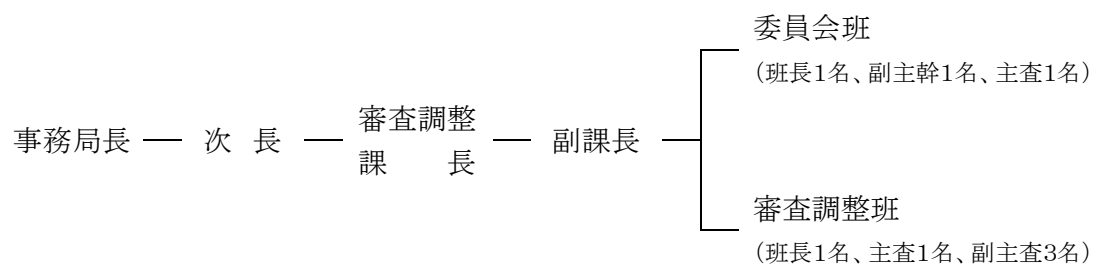 委員会班
（班長1名、副主幹1名、主査1名）
事務局長 ― 次 長 ― 審査調整課 長 ― 副課長
審査調整班
（班長1名、主査1名、副主査3名）